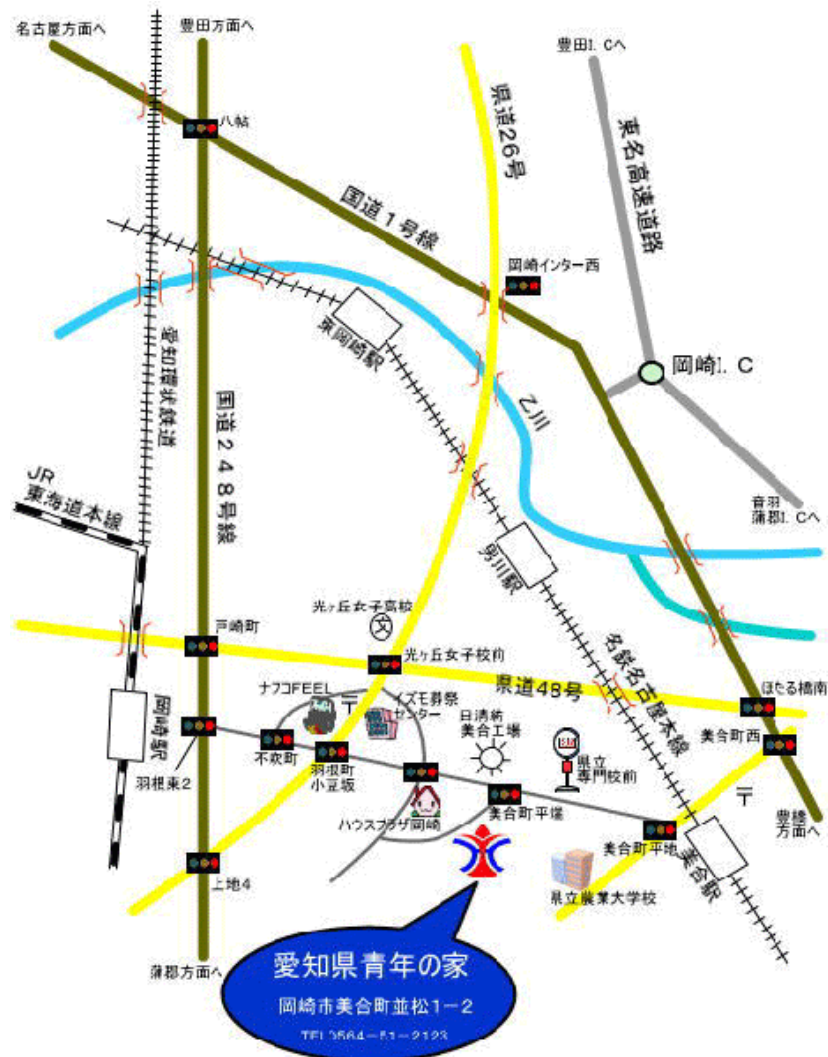 名古屋方面へ
豊田方面へ
豊田I.Cへ
八帖
県道26号
東名高速道路
国道1号線
岡崎インター西
東岡崎駅
岡崎I.C
愛知環状鉄道
国道248号線
乙川
JR
東海道本線
音羽
蒲郡I.Cへ
男川駅
光ヶ丘女子高校
戸崎町
光ヶ丘女子校前
名鉄名古屋本線
県道48号
ほたる橋南
ナフコFEEL
イズモ葬祭
センター
日清紡
美合工場
県立
専門校前
美合町西
岡崎駅
羽根東2
不吹町
羽根町
小豆坂
ハウスプラザ岡崎
美合町平端
美合町平地
美合駅
豊橋
方面へ
上地4
県立農業大学校
蒲郡方面へ
愛知県青年の家
岡崎市美合町並松1-2
TEL0564-51-2123